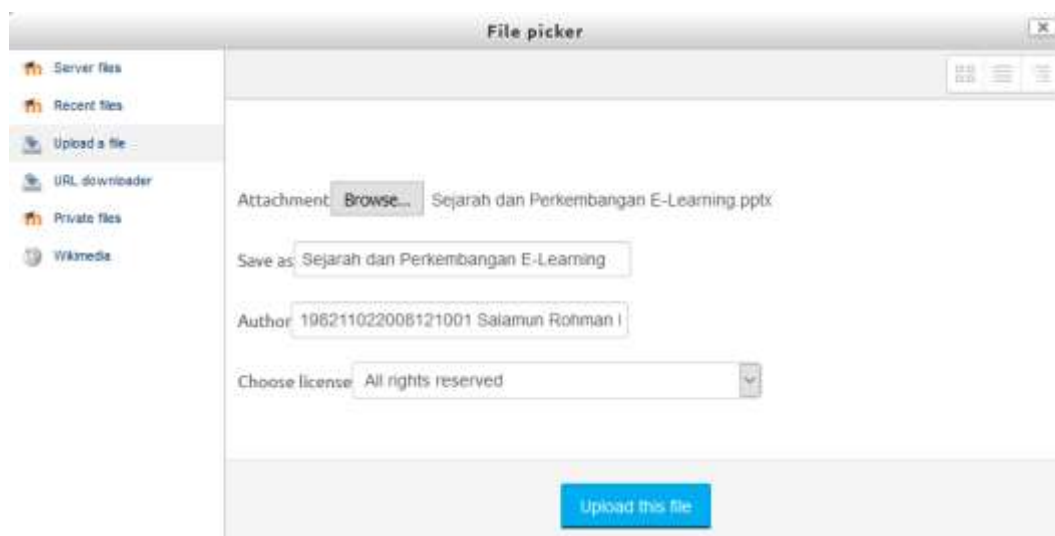 File picker
Server files
Recent files
Upload a file
URL downloader
Private files
Wikimedia
Attachment Browse... Sejarah dan Perkembangan E-Learning.pptx
Save as Sejarah dan Perkembangan E-Learning
Author 196211022008121001 Salamun Rohman
Choose license All rights reserved
Upload this file